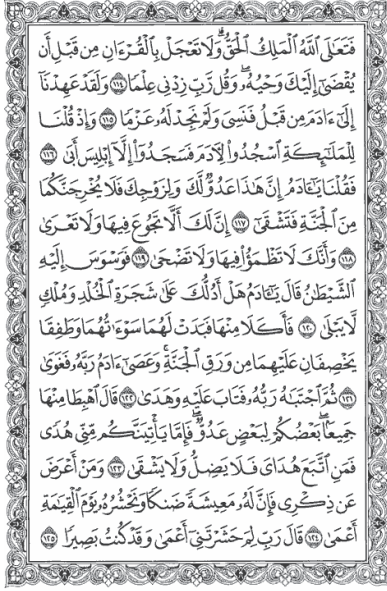 فَتَعَٰلَى ٱللَّهُ ٱلْمَلِكُ ٱلْحَقُّ ۗ وَلَا تَعْجَلْ بِٱلْقُرْءَانِ مِن قَبْلِ أَن
يُقْضَىٰٓ إِلَيْكَ وَحْيُهُۥ ۖ وَقُل رَّبِّ زِدْنِى عِلْمًا ١١٤ وَلَقَدْ عَهِدْنَآ
إِلَىٰٓ ءَادَمَ مِن قَبْلُ فَنَسِىَ وَلَمْ نَجِدْ لَهُۥ عَزْمًا ١١٥ وَإِذْ قُلْنَا
لِلْمَلَٰٓئِكَةِ ٱسْجُدُوا۟ لِءَادَمَ فَسَجَدُوٓا۟ إِلَّآ إِبْلِيسَ أَبَىٰ ١١٦
فَقُلْنَا يَٰٓـَٔادَمُ إِنَّ هَٰذَا عَدُوٌّ لَّكَ وَلِزَوْجِكَ فَلَا يُخْرِجَنَّكُمَا
مِنَ ٱلْجَنَّةِ فَتَشْقَىٰٓ ١١٧ إِنَّ لَكَ أَلَّا تَجُوعَ فِيهَا وَلَا تَعْرَىٰ
١١٨ وَأَنَّكَ لَا تَظْمَؤُا۟ فِيهَا وَلَا تَضْحَىٰ ١١٩ فَوَسْوَسَ إِلَيْهِ
ٱلشَّيْطَٰنُ قَالَ يَٰٓـَٔادَمُ هَلْ أَدُلُّكَ عَلَىٰ شَجَرَةِ ٱلْخُلْدِ وَمُلْكٍ
لَّا يَبْلَىٰ ١٢٠ فَأَكَلَا مِنْهَا فَبَدَتْ لَهُمَا سَوْءَٰتُهُمَا وَطَفِقَا
يَخْصِفَانِ عَلَيْهِمَا مِن وَرَقِ ٱلْجَنَّةِ ۚ وَعَصَىٰٓ ءَادَمُ رَبَّهُۥ فَغَوَىٰ
١٢١ ثُمَّ ٱجْتَبَٰهُ رَبُّهُۥ فَتَابَ عَلَيْهِ وَهَدَىٰ ١٢٢ قَالَ ٱهْبِطَا مِنْهَا
جَمِيعًۢا ۖ بَعْضُكُمْ لِبَعْضٍ عَدُوٌّ ۖ فَإِمَّا يَأْتِيَنَّكُم مِّنِّى هُدًى
فَمَنِ ٱتَّبَعَ هُدَاىَ فَلَا يَضِلُّ وَلَا يَشْقَىٰ ١٢٣ وَمَنْ أَعْرَضَ
عَن ذِكْرِى فَإِنَّ لَهُۥ مَعِيشَةً ضَنكًا وَنَحْشُرُهُۥ يَوْمَ ٱلْقِيَٰمَةِ
أَعْمَىٰ ١٢٤ قَالَ رَبِّ لِمَ حَشَرْتَنِىٓ أَعْمَىٰ وَقَدْ كُنتُ بَصِيرًا ١٢٥